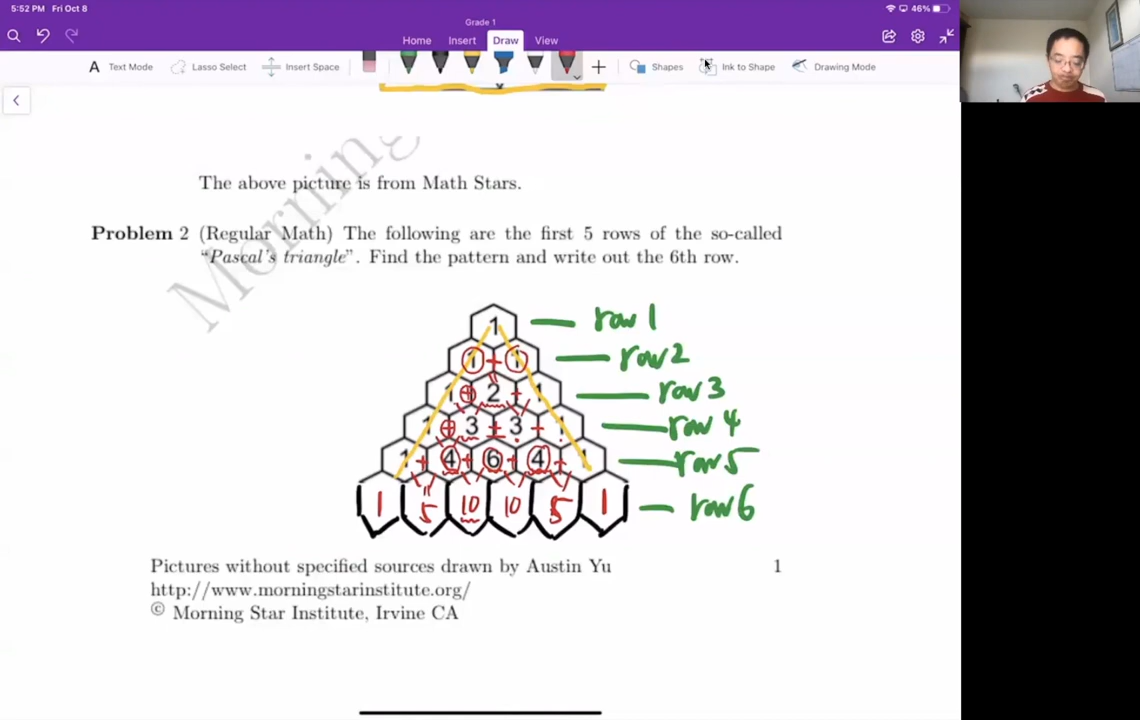 5:52 PM Fri Oct 8
46%
Grade 1
Home Insert Draw View
A Text Mode Lasso Select Insert Space Shapes Ink to Shape Drawing Mode
Morning
The above picture is from Math Stars.
Problem 2 (Regular Math) The following are the first 5 rows of the so-called
“Pascal's triangle”. Find the pattern and write out the 6th row.
1 row 1
1 + 1 row 2
1 + 2 + 1 row 3
1 + 3 + 3 + 1 row 4
1 + 4 + 6 + 4 + 1 row 5
1 5 10 10 5 1 row 6
Pictures without specified sources drawn by Austin Yu 1
http://www.morningstarinstitute.org/
© Morning Star Institute, Irvine CA